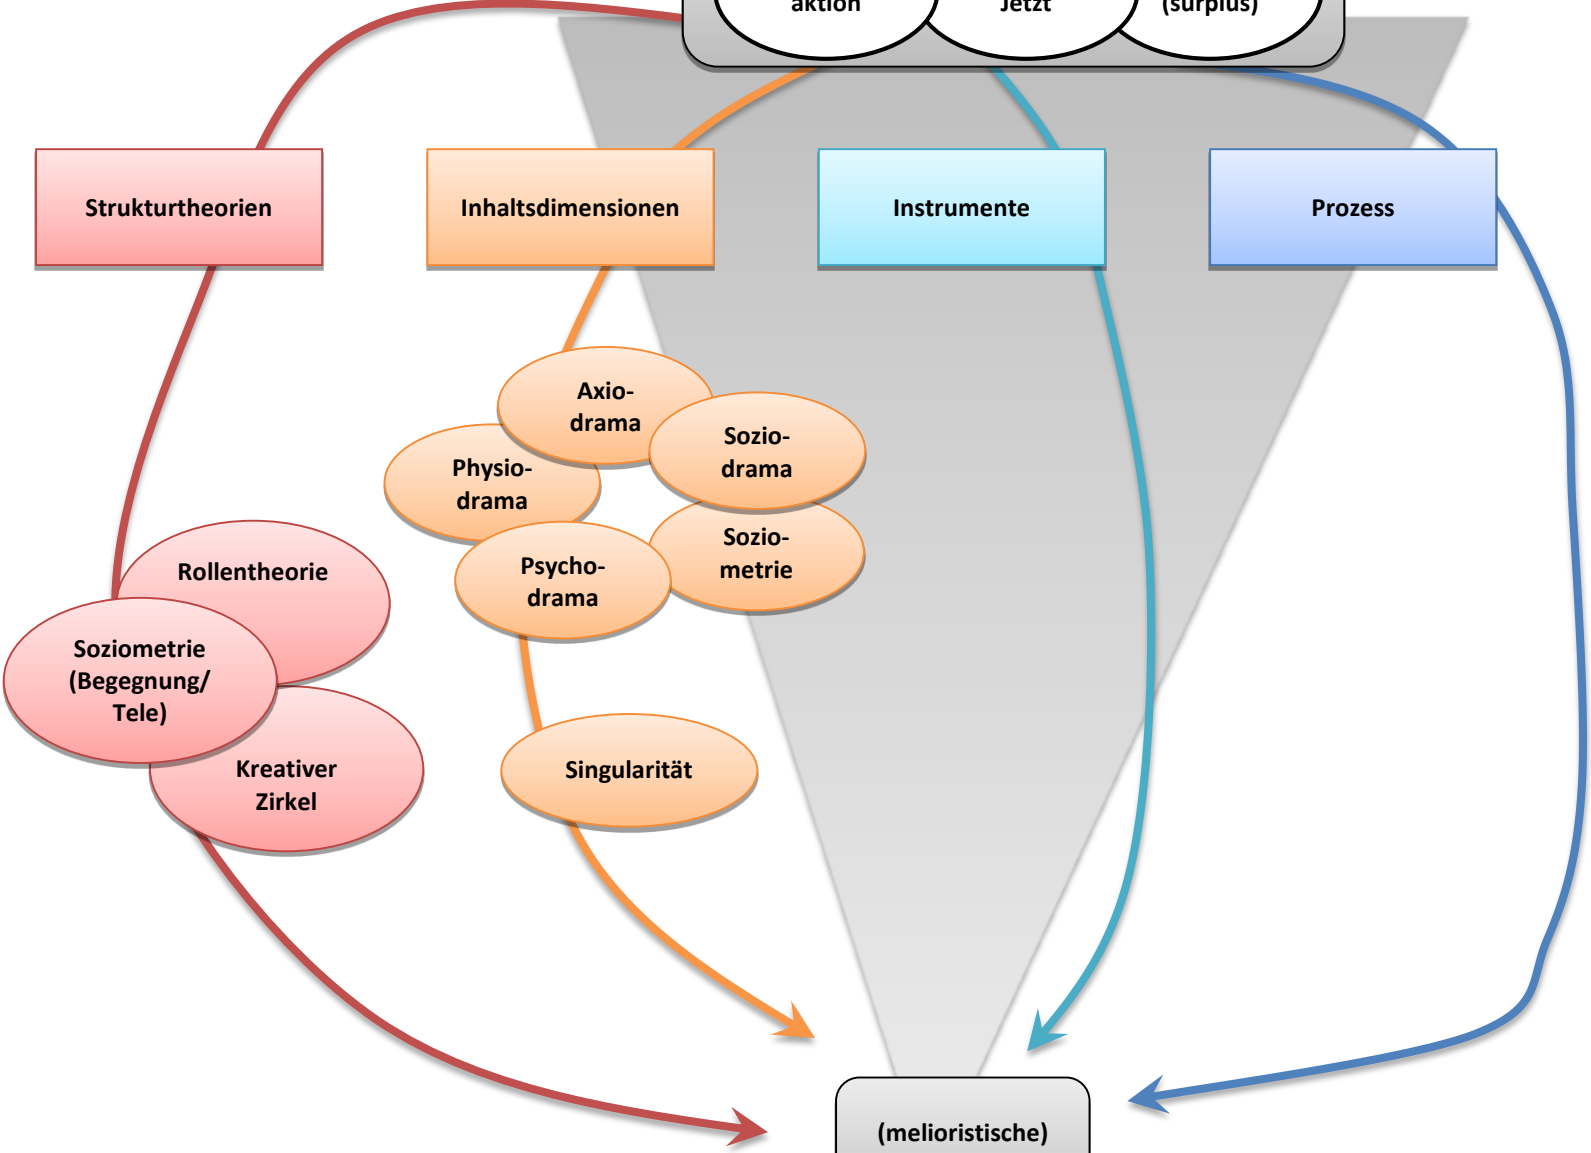 aktion
Jetzt
(surplus)
Strukturtheorien
Inhaltsdimensionen
Instrumente
Prozess
Axio-
drama
Sozio-
drama
Physio-
drama
Sozio-
metrie
Psycho-
drama
Rollentheorie
Soziometrie
(Begegnung/
Tele)
Kreativer
Zirkel
Singularität
(melioristische)